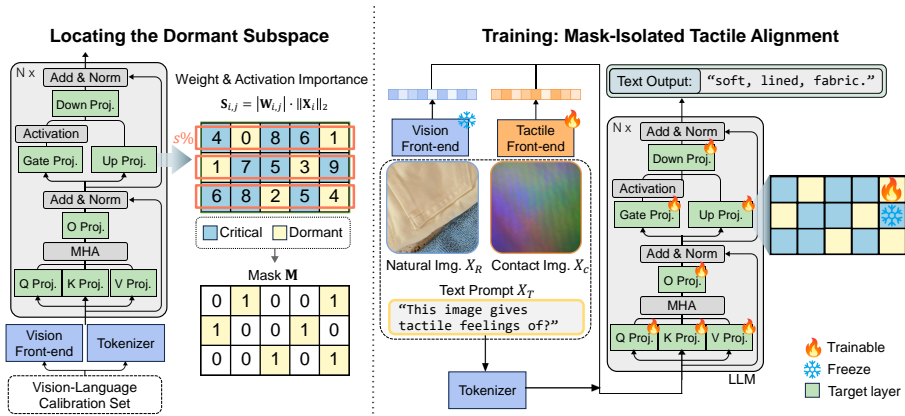 Locating the Dormant Subspace
N x
Add & Norm
Down Proj.
Activation
Gate Proj.
Up Proj.
Add & Norm
O Proj.
MHA
Q Proj.
K Proj.
V Proj.
Vision
Front-end
Tokenizer
Vision-Language
Calibration Set
Weight & Activation Importance
S_{i,j} = |W_{i,j}| · ‖X_i‖_2
s%
4 0 8 6 1
1 7 5 3 9
6 8 2 5 4
Critical
Dormant
Mask M
0 1 0 0 1
1 0 0 1 0
0 0 1 0 1
Training: Mask-Isolated Tactile Alignment
Vision
Front-end
Tactile
Front-end
Natural Img. X_R
Contact Img. X_c
Text Prompt X_T
“This image gives
tactile feelings of?”
Tokenizer
Text Output:
“soft, lined, fabric.”
N x
Add & Norm
Down Proj.
Activation
Gate Proj.
Up Proj.
Add & Norm
O Proj.
MHA
Q Proj.
K Proj.
V Proj.
LLM
Trainable
Freeze
Target layer